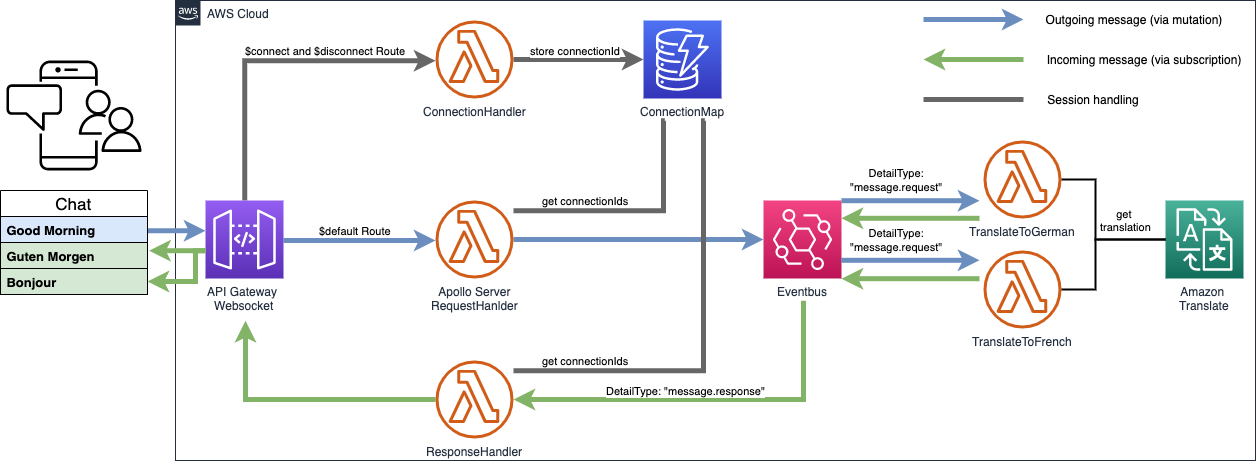 aws
AWS Cloud
Outgoing message (via mutation)
Incoming message (via subscription)
Session handling
$connect and $disconnect Route
store connectionId
ConnectionHandler
ConnectionMap
Chat
Good Morning
Guten Morgen
Bonjour
$default Route
get connectionIds
API Gateway
Websocket
Apollo Server
RequestHanlder
Eventbus
DetailType:
"message.request"
TranslateToGerman
DetailType:
"message.request"
TranslateToFrench
get
translation
A
文
Amazon
Translate
get connectionIds
DetailType: "message.response"
ResponseHandler